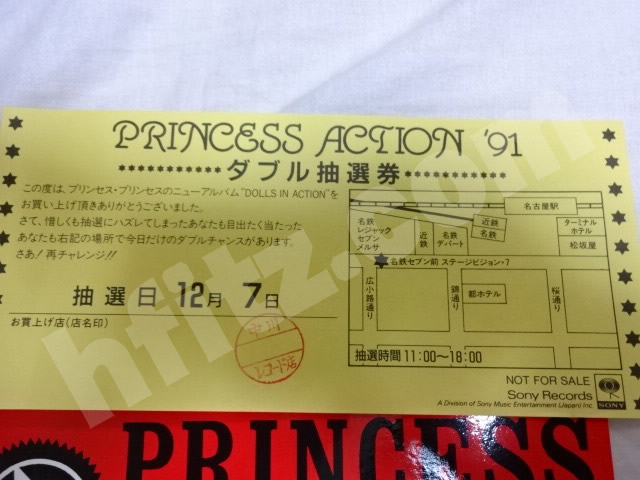 PRINCESS ACTION '91
***********ダブル抽選券***********
この度は、プリンセス・プリンセスのニューアルバム"DOLLS IN ACTION"を
お買い上げ頂きありがとうございました。
さて、惜しくも抽選にハズレてしまったあなたも目出たく当たった
あなたも右記の場所で今日だけのダブルチャンスがあります。
さあ！再チャレンジ!!
抽選日 12月 7日
お買上げ店(店名印)
中川
レコード店
名古屋駅
名鉄
レジャック
セブン
メルサ
近鉄
名鉄
デパート
近鉄
名鉄
ターミナル
ホテル
松坂屋
★名鉄セブン前 ステージビジョン・7
広小路通り
錦通り
都ホテル
桜通り
抽選時間 11:00〜18:00
NOT FOR SALE
Sony Records
A Division of Sony Music Entertainment (Japan) Inc.
SONY
hfitz.com
PRINCESS